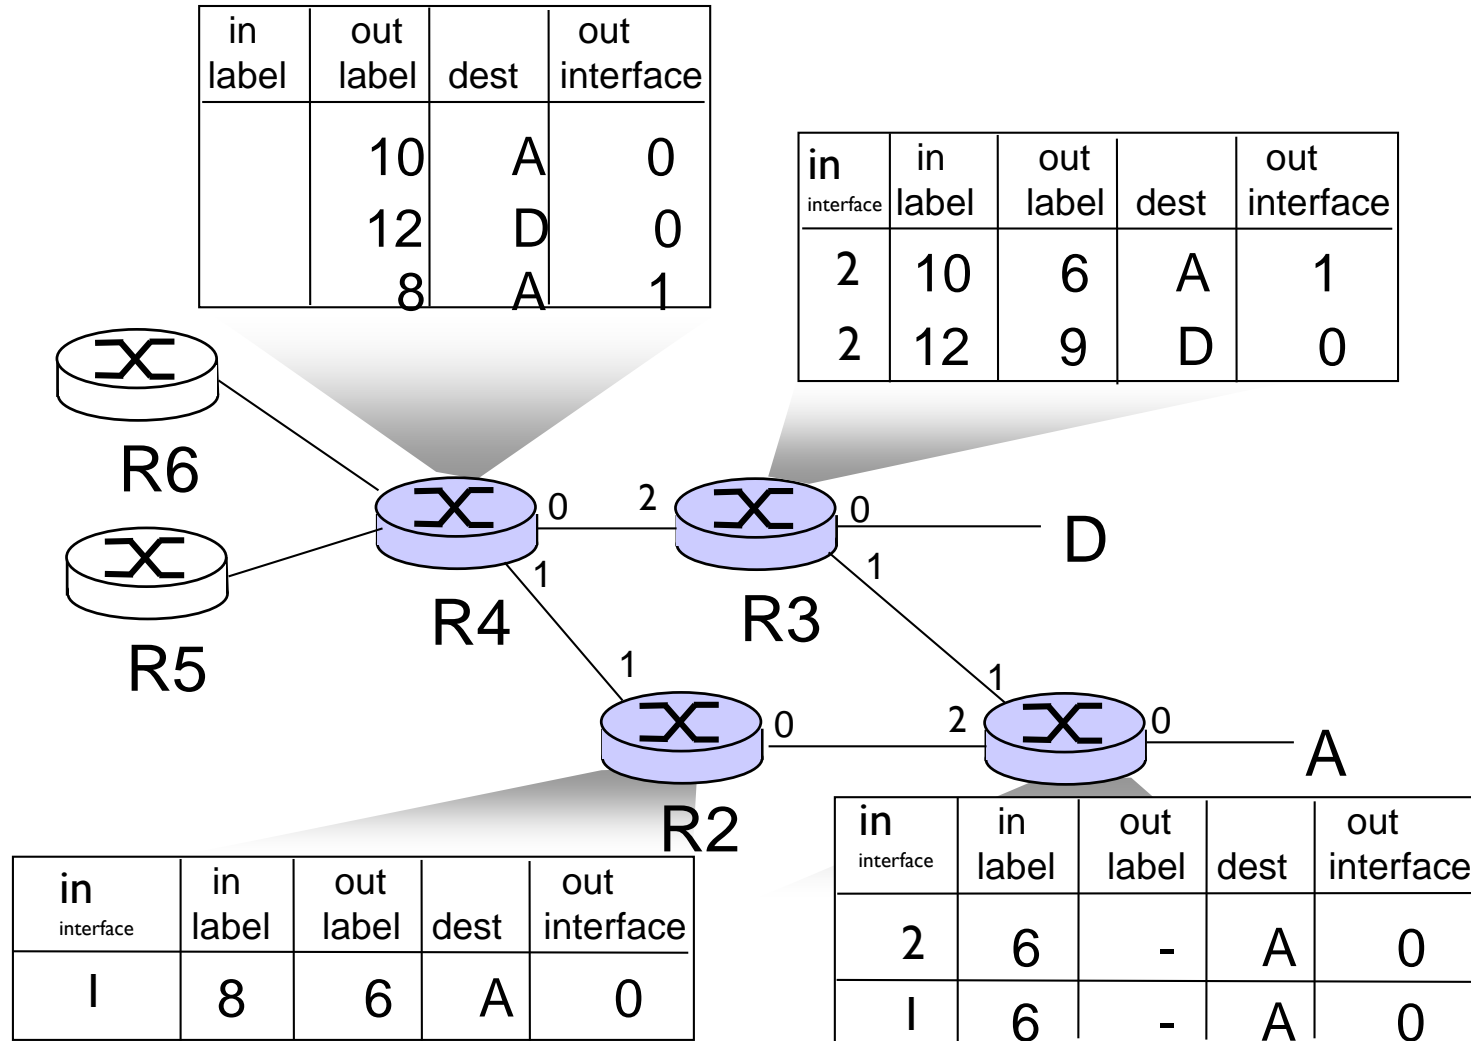 in out out
label label dest interface
10 A 0
12 D 0
8 A 1
in in out out
interface label label dest interface
2 10 6 A 1
2 12 9 D 0
R6
0 2 0
D
1 1
R4 R3
R5
1 1
0 2 0
A
R2
in in out out
interface label label dest interface
2 6 - A 0
1 6 - A 0
in in out out
interface label label dest interface
1 8 6 A 0